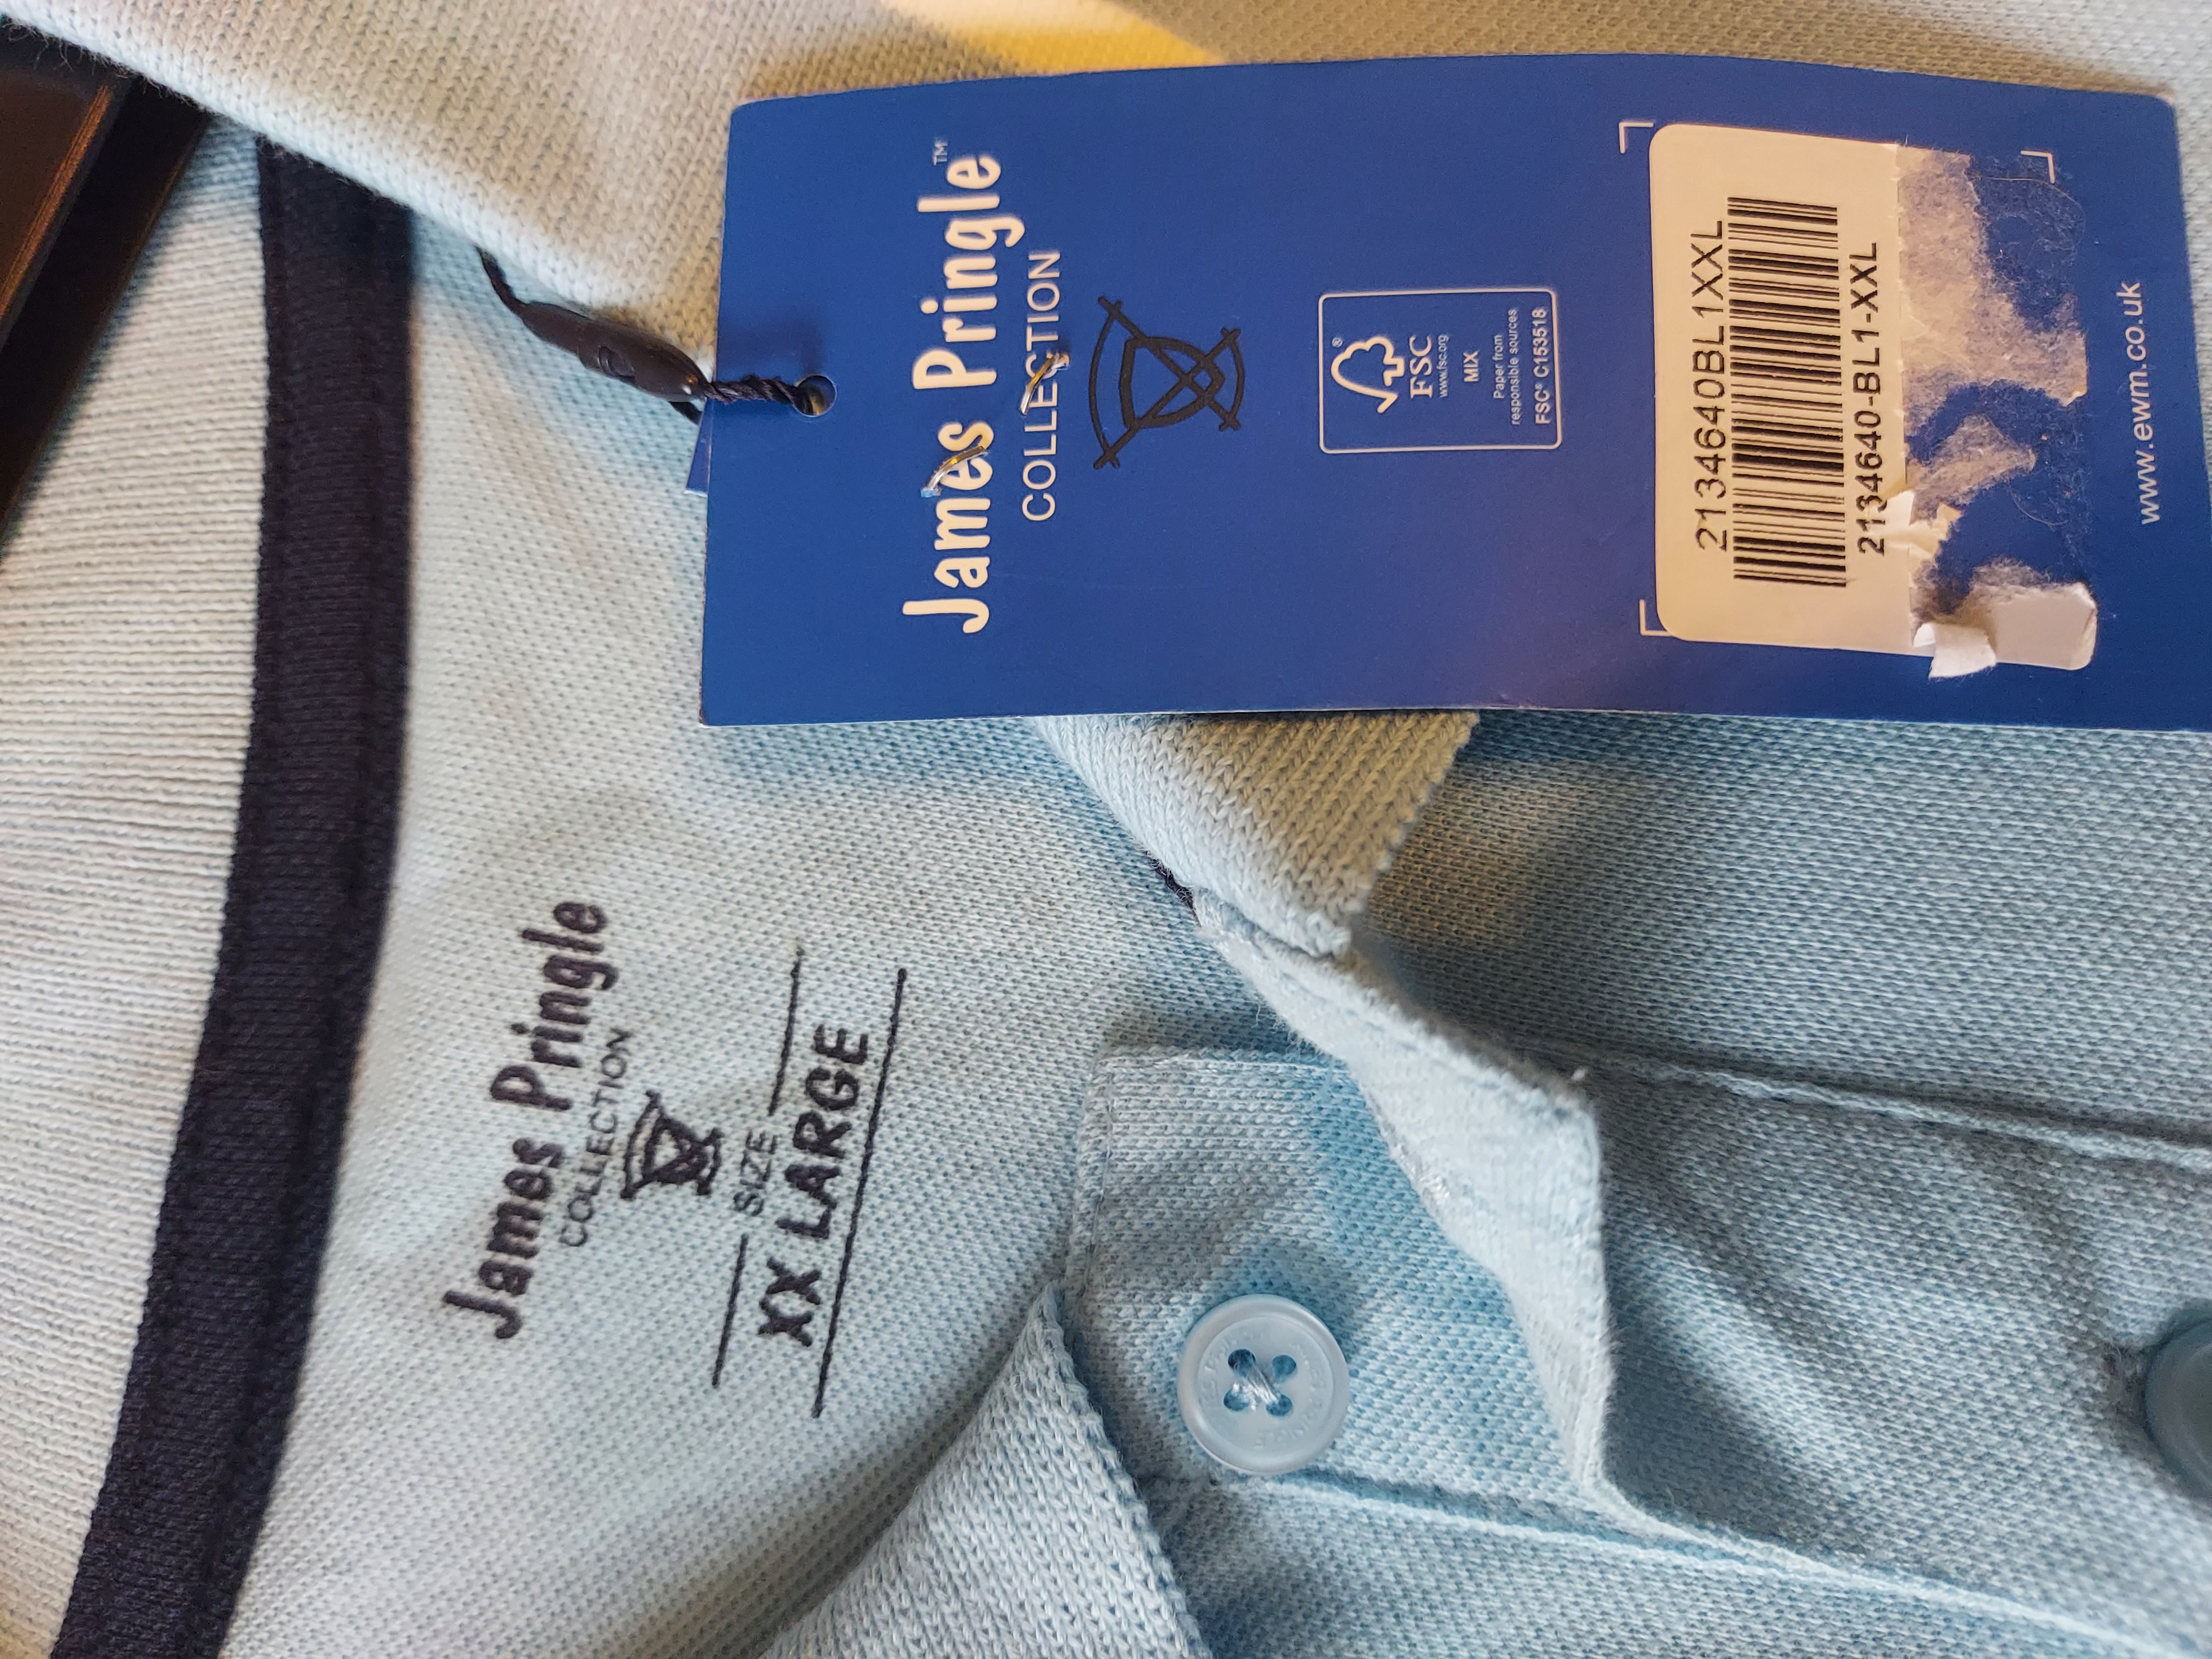 James Pringle™
COLLECTION
FSC®
www.fsc.org
MIX
Paper from
responsible sources
FSC® C153518
2134640BL1XXL
2134640-BL1-XXL
www.ewm.co.uk
James Pringle
COLLECTION
SIZE
XX LARGE